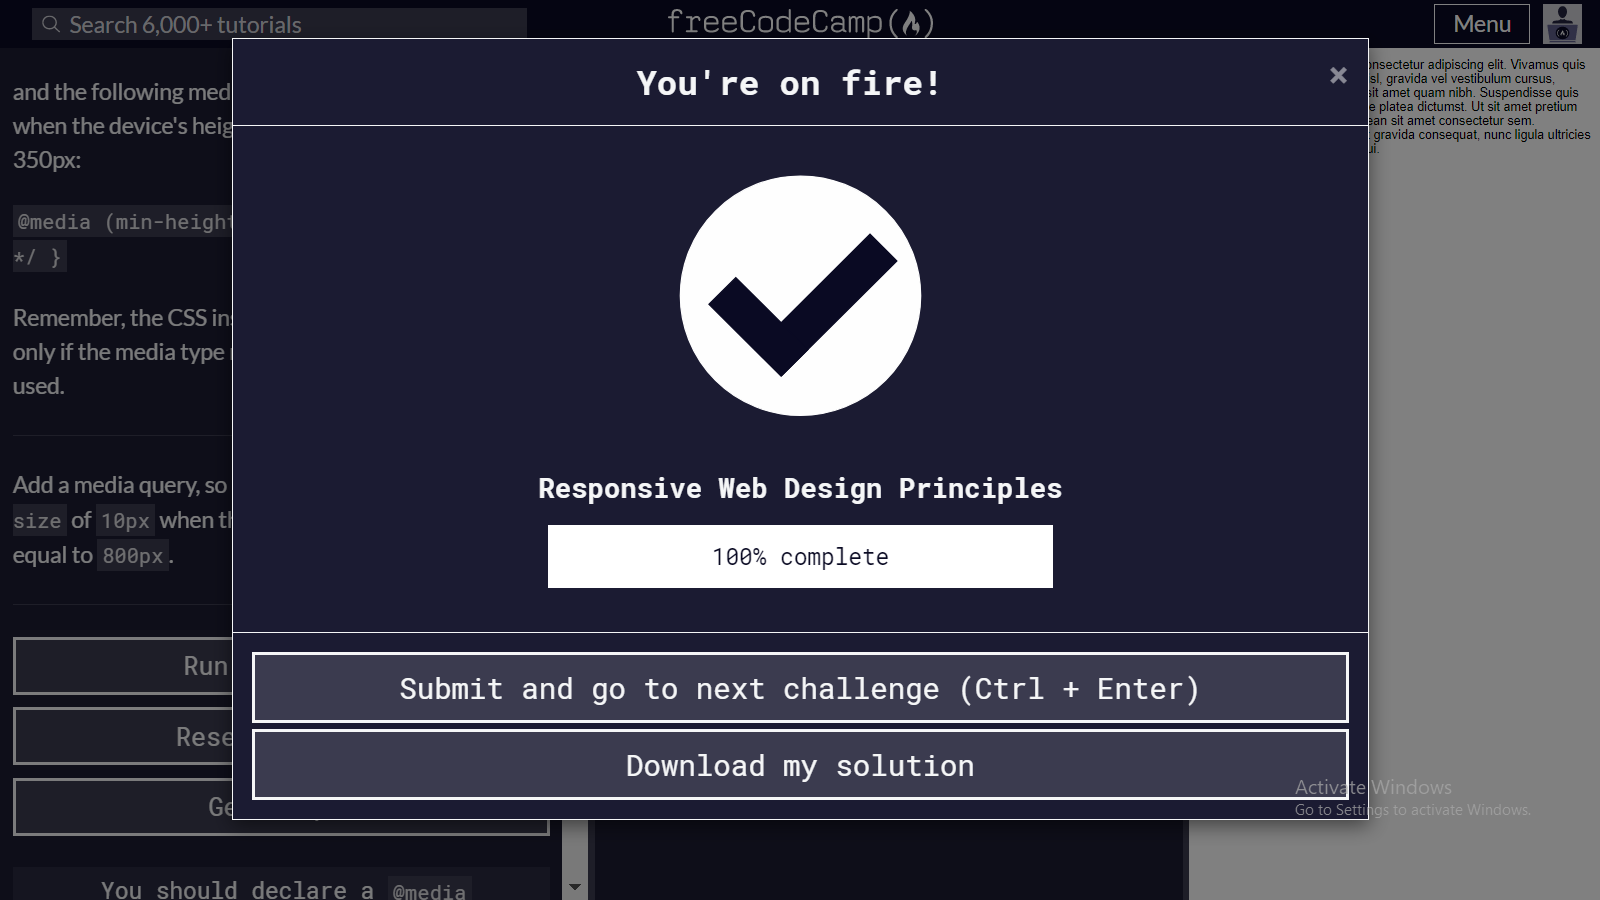 Search 6,000+ tutorials
freeCodeCamp
Menu
You're on fire!
×
and the following med
when the device's heig
350px:
@media (min-height
*/ }
Remember, the CSS ins
only if the media type
used.
Add a media query, so
size of 10px when th
equal to 800px.
Run
Rese
Ge
You should declare a @media
Responsive Web Design Principles
100% complete
Submit and go to next challenge (Ctrl + Enter)
Download my solution
onsectetur adipiscing elit. Vivamus quis
sl, gravida vel vestibulum cursus,
sit amet quam nibh. Suspendisse quis
e platea dictumst. Ut sit amet pretium
ean sit amet consectetur sem.
gravida consequat, nunc ligula ultricies
ui.
Activate Windows
Go to Settings to activate Windows.